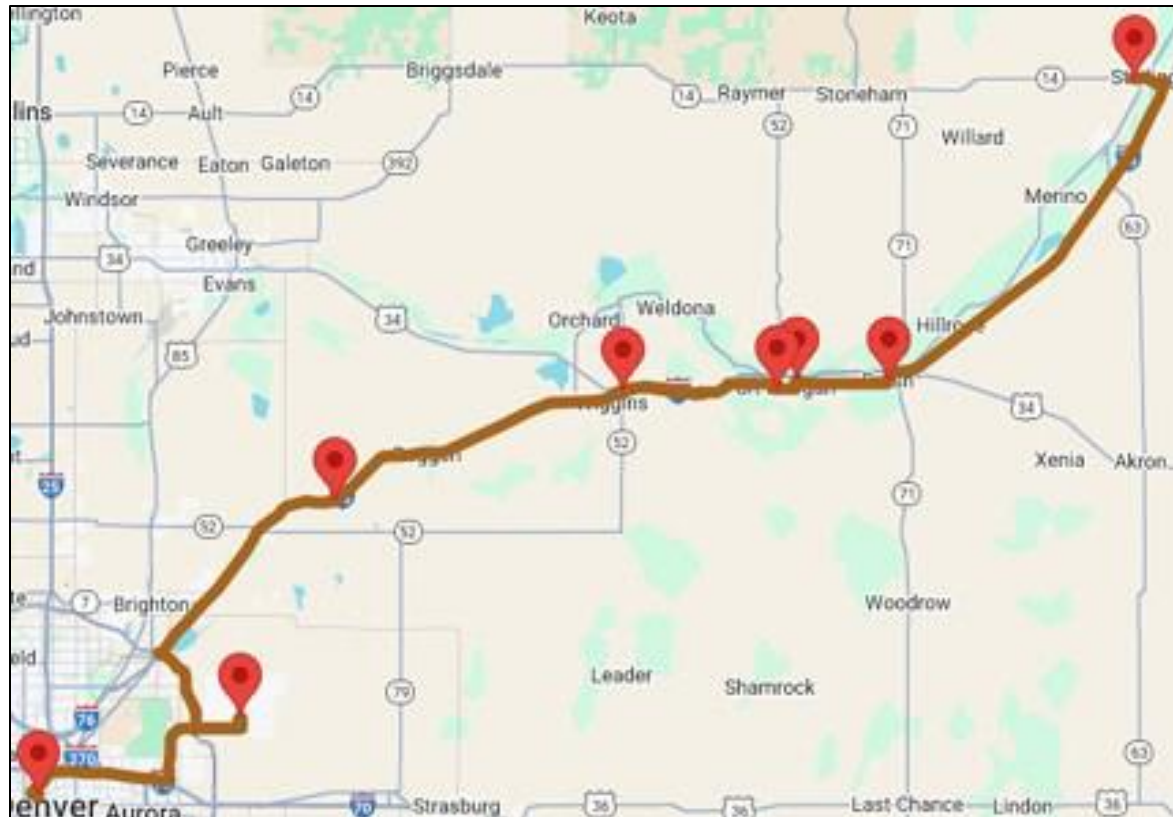 ellington
Keota
Pierce
Briggsdale
14
14
Raymer
Stoneham
14
lins
14
Ault
52
71
Willard
Severance
Eaton
Galeton
392
Merino
Windsor
63
Greeley
71
34
nd
Evans
Weldona
Johnstown
34
Orchard
ud
85
52
34
Xenia
Akron.
25
71
52
52
7
Brighton
Woodrow
eld
Leader
Shamrock
79
76
270
63
Denver
Aurora
70
Strasburg
36
36
Last Chance
Lindon
36